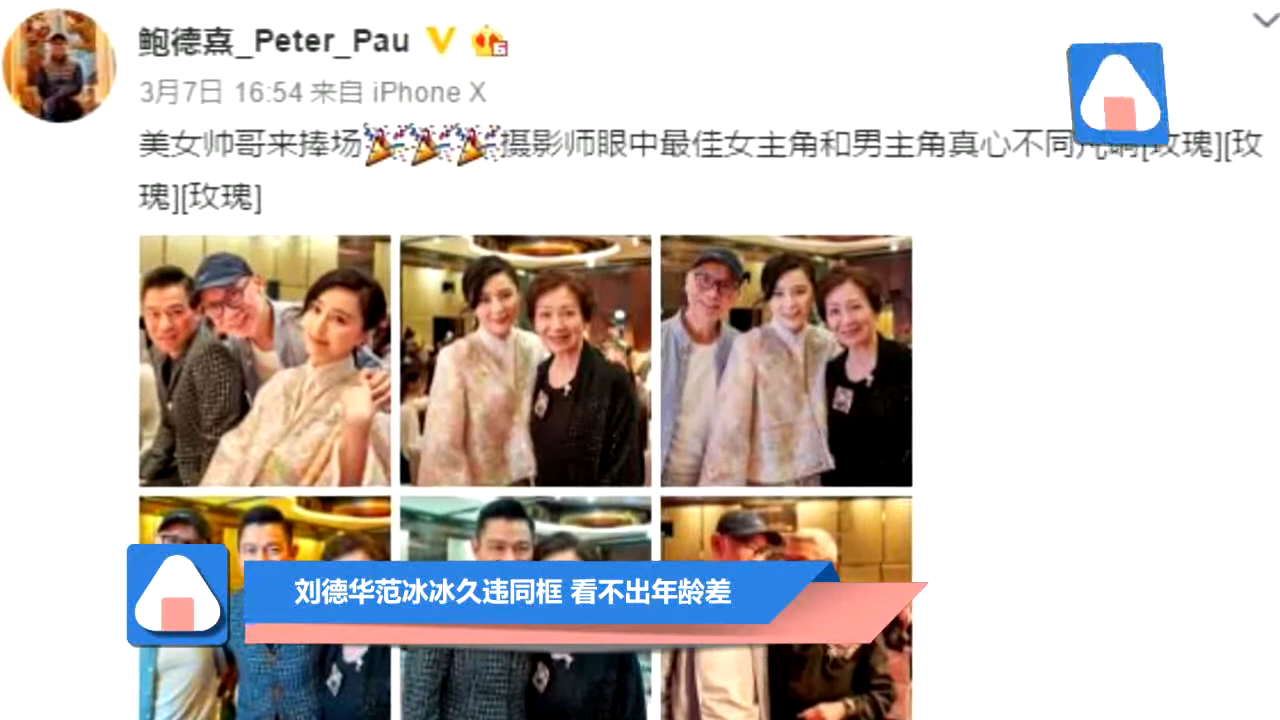 鲍德熹_Peter_Pau
3月7日 16:54 来自 iPhone X
美女帅哥来捧场摄影师眼中最佳女主角和男主角真心不同[玫瑰][玫
瑰][玫瑰]
刘德华范冰冰久违同框 看不出年龄差